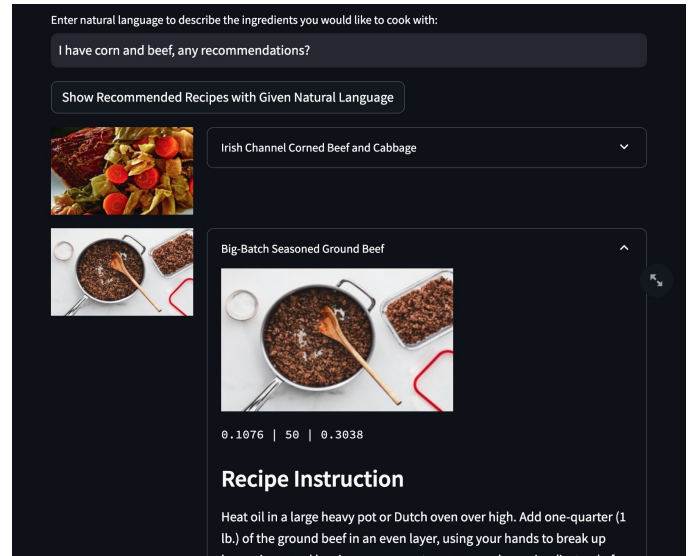 Enter natural language to describe the ingredients you would like to cook with:
I have corn and beef, any recommendations?
Show Recommended Recipes with Given Natural Language
Irish Channel Corned Beef and Cabbage
Big-Batch Seasoned Ground Beef
0.1076 | 50 | 0.3038
Recipe Instruction
Heat oil in a large heavy pot or Dutch oven over high. Add one-quarter (1
lb.) of the ground beef in an even layer, using your hands to break up